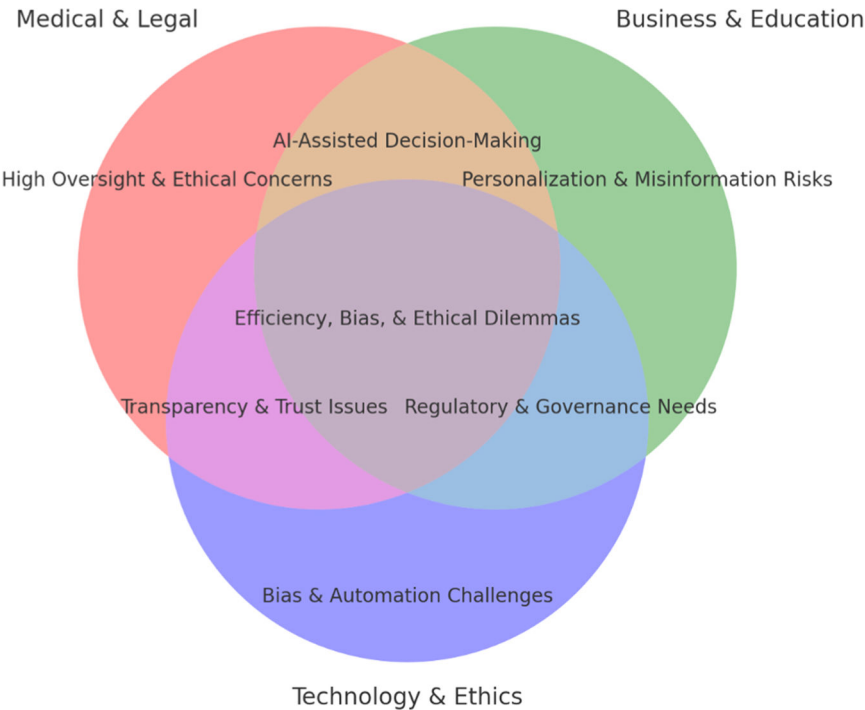 Medical & Legal
Business & Education
AI-Assisted Decision-Making
High Oversight & Ethical Concerns
Personalization & Misinformation Risks
Efficiency, Bias, & Ethical Dilemmas
Transparency & Trust Issues
Regulatory & Governance Needs
Bias & Automation Challenges
Technology & Ethics